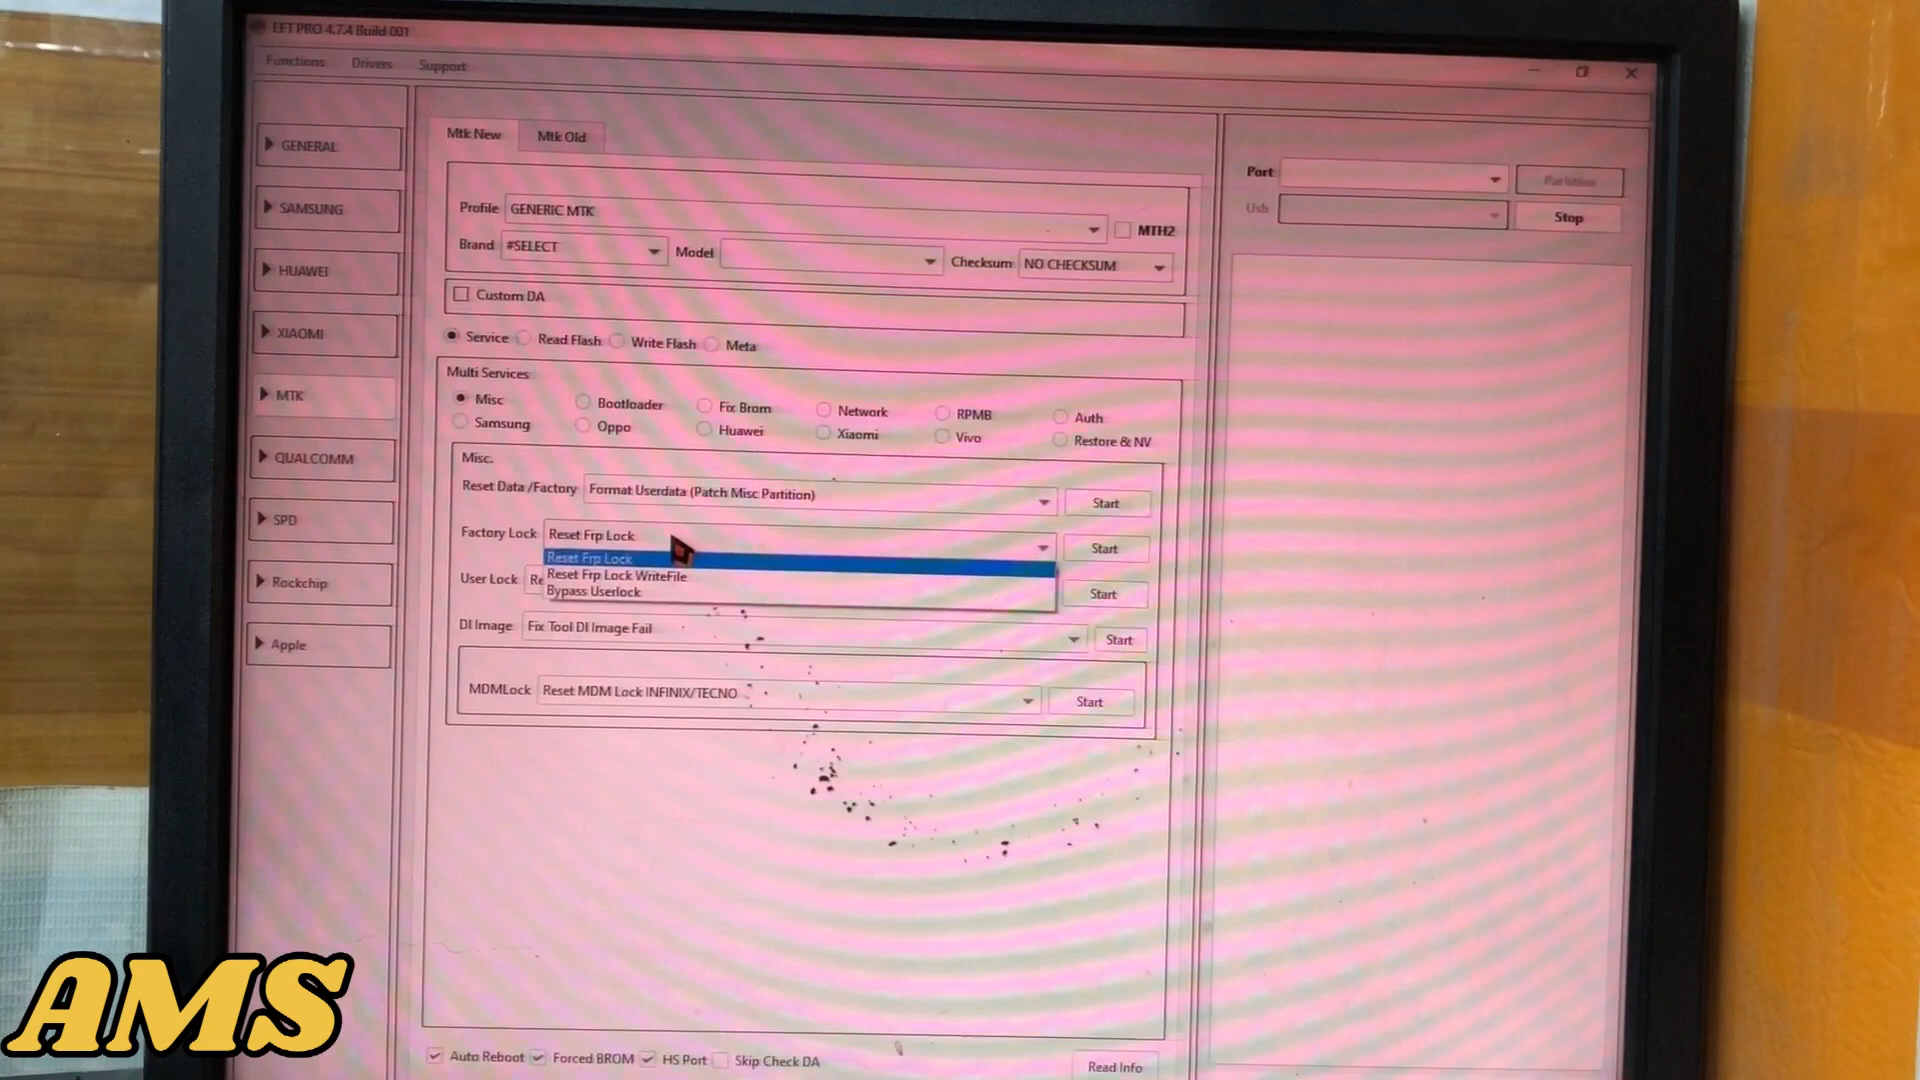 EFT PRO 4.7.4 Build 001
Functions Drivers Support
GENERAL
SAMSUNG
HUAWEI
XIAOMI
MTK
QUALCOMM
SPD
Rockchip
Apple
Mtk New Mtk Old
Profile GENERIC MTK MTH2
Brand #SELECT Model Checksum NO CHECKSUM
Custom DA
Service Read Flash Write Flash Meta
Multi Services
Misc Bootloader Fix Brom Network RPMB Auth
Samsung Oppo Huawei Xiaomi Vivo Restore & NV
Misc.
Reset Data /Factory Format Userdata (Patch Misc Partition) Start
Factory Lock Reset Frp Lock Start
Reset Frp Lock
Reset Frp Lock WriteFile
User Lock Re Start
Bypass Userlock
DI Image Fix Tool DI Image Fail Start
MDMLock Reset MDM Lock INFINIX/TECNO Start
Auto Reboot Forced BROM HS Port Skip Check DA Read Info
Port Partition
Usb Stop
AMS